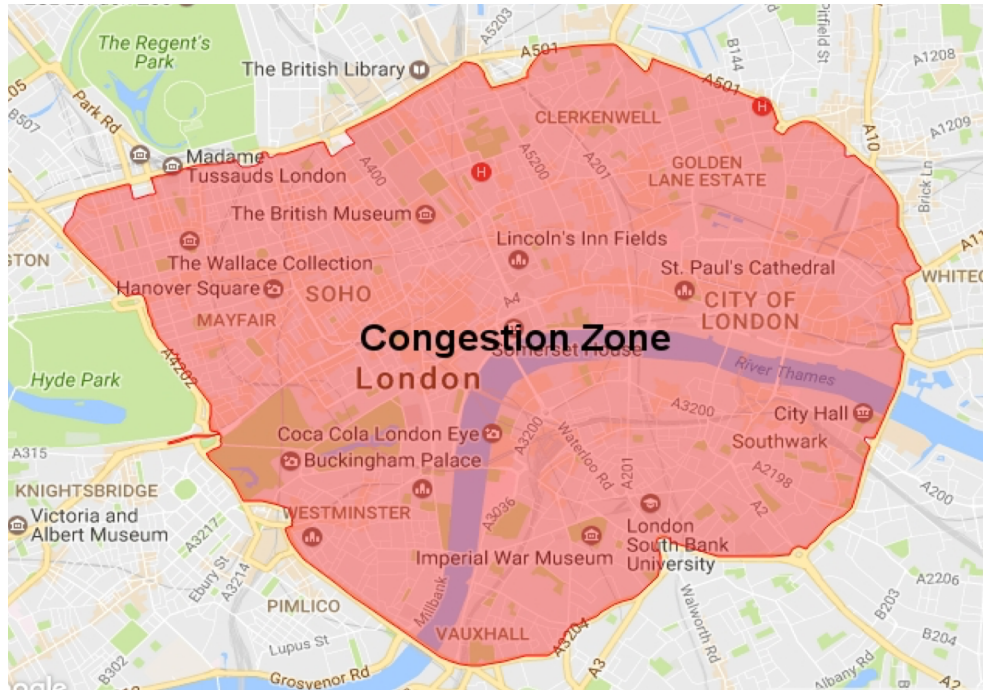 The Regent's
Park
A5203
A501
B144
Pitfield St
A1208
The British Library
A501
Park Rd
B507
CLERKENWELL
A10
A1209
Madame
Tussauds London
A400
A5200
A201
GOLDEN
LANE ESTATE
Brick Ln
The British Museum
Lincoln's Inn Fields
The Wallace Collection
St. Paul's Cathedral
Hanover Square
SOHO
A4
CITY OF
LONDON
MAYFAIR
Congestion Zone
Somerset House
London
River Thames
A4202
Hyde Park
A3200
City Hall
Coca Cola London Eye
A3200
Waterloo Rd
A201
Southwark
A315
Buckingham Palace
A2198
A200
KNIGHTSBRIDGE
WESTMINSTER
A3036
A2
Victoria and
Albert Museum
A3217
London
South Bank
University
Imperial War Museum
Ebury St
A3214
A2206
PIMLICO
Millbank
B203
VAUXHALL
A3204
Walworth Rd
B204
Lupus St
B302
Grosvenor Rd
A3
Albany Rd
A2